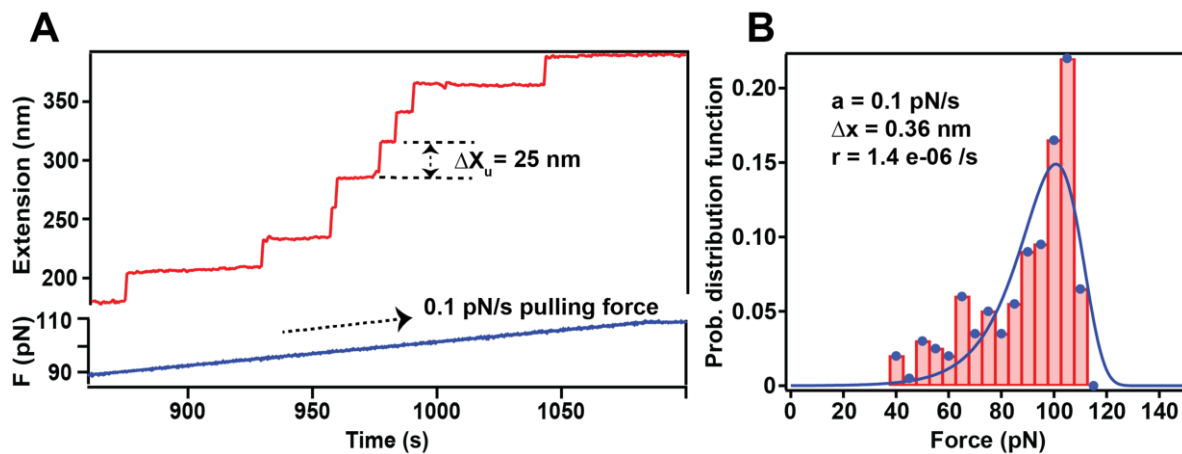 A
Extension (nm)
350
300
250
200
ΔXu = 25 nm
0.1 pN/s pulling force
F (pN)
110
90
900
950
1000
1050
Time (s)
B
Prob. distribution function
0.20
0.15
0.10
0.05
0
a = 0.1 pN/s
Δx = 0.36 nm
r = 1.4 e-06 /s
0
20
40
60
80
100
120
140
Force (pN)